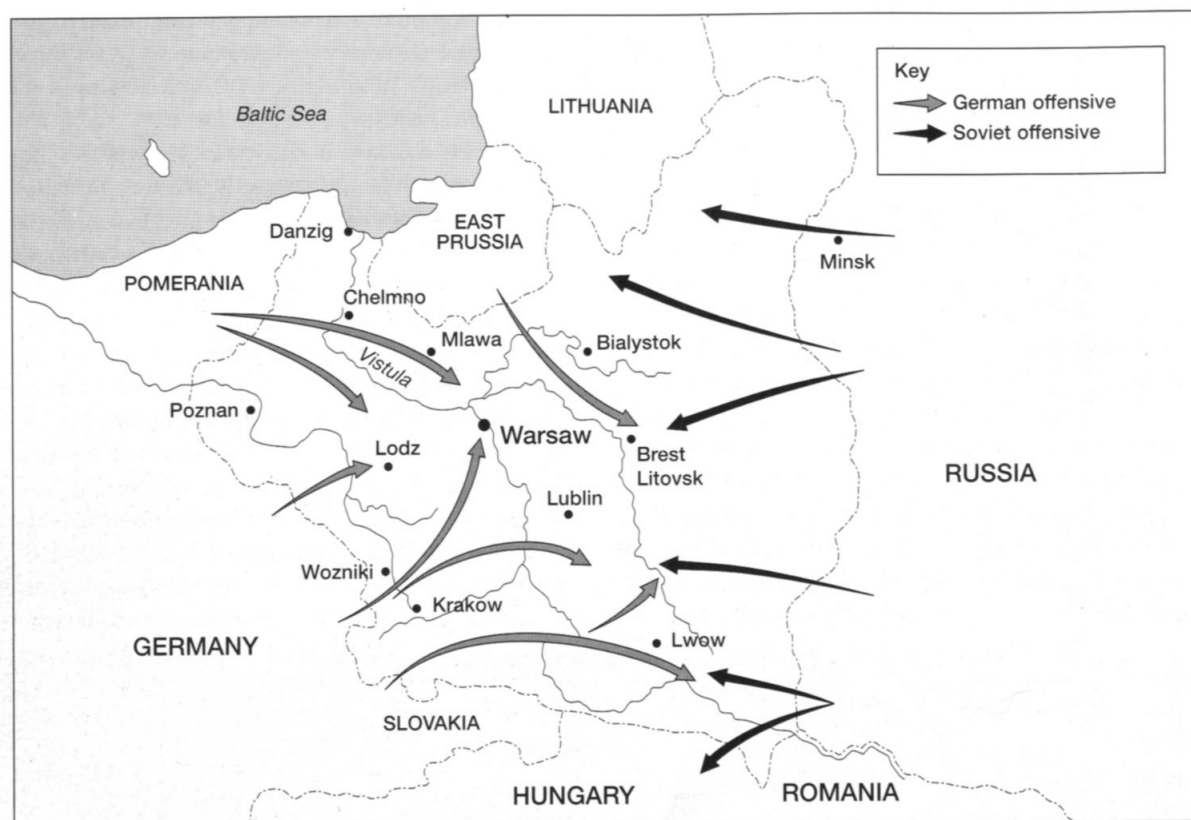 Key
German offensive
Soviet offensive
Baltic Sea
LITHUANIA
Danzig
EAST
PRUSSIA
Minsk
POMERANIA
Chelmno
Mlawa
Bialystok
Vistula
Poznan
Warsaw
Lodz
Brest
Litovsk
RUSSIA
Lublin
Wozniki
Krakow
GERMANY
Lwow
SLOVAKIA
HUNGARY
ROMANIA